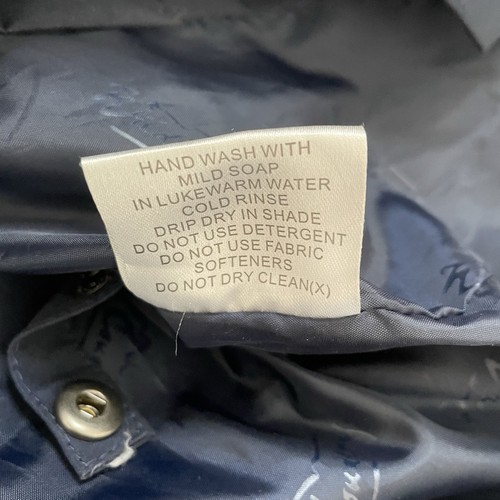 HAND WASH WITH
MILD SOAP
IN LUKEWARM WATER
COLD RINSE
DRIP DRY IN SHADE
DO NOT USE DETERGENT
DO NOT USE FABRIC
SOFTENERS
DO NOT DRY CLEAN(X)